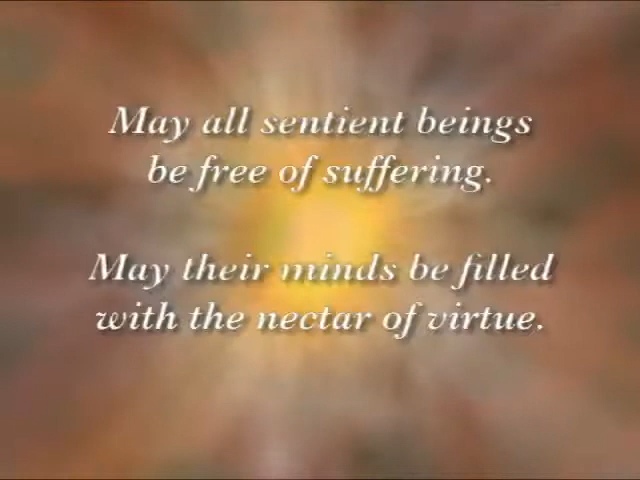 May all sentient beings
be free of suffering.
May their minds be filled
with the nectar of virtue.